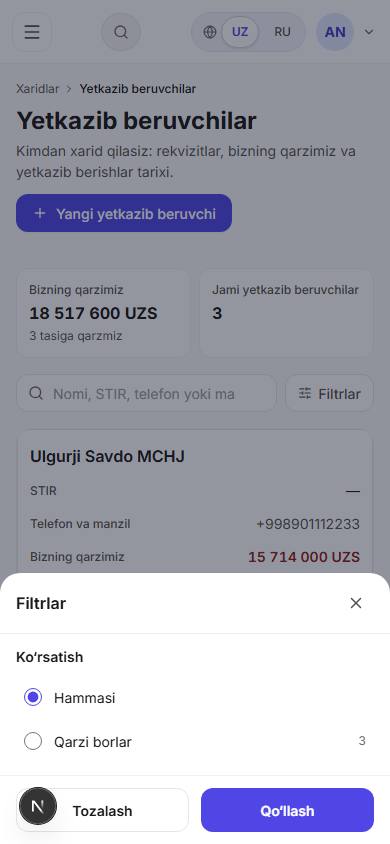 UZ RU AN
Xaridlar > Yetkazib beruvchilar
Yetkazib beruvchilar
Kimdan xarid qilasiz: rekvizitlar, bizning qarzimiz va
yetkazib berishlar tarixi.
+ Yangi yetkazib beruvchi
Bizning qarzimiz
18 517 600 UZS
3 tasiga qarzmiz
Jami yetkazib beruvchilar
3
Nomi, STIR, telefon yoki ma
Filtrlar
Ulgurji Savdo MCHJ
STIR —
Telefon va manzil +998901112233
Bizning qarzimiz 15 714 000 UZS
Filtrlar
Ko‘rsatish
Hammasi
Qarzi borlar 3
N
Tozalash
Qo‘llash